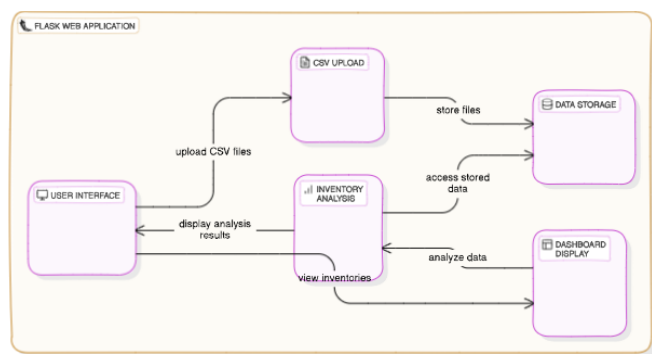 FLASK WEB APPLICATION
CSV UPLOAD
store files
DATA STORAGE
upload CSV files
access stored
data
USER INTERFACE
INVENTORY
ANALYSIS
display analysis
results
analyze data
DASHBOARD
DISPLAY
view inventories